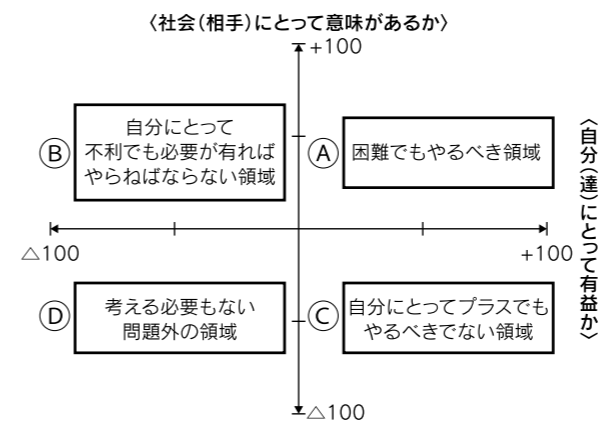 〈社会(相手)にとって意味があるか〉
+100
Ⓑ
自分にとって
不利でも必要が有れば
やらねばならない領域
Ⓐ
困難でもやるべき領域
〈自分(達)にとって有益か〉
△100
+100
Ⓓ
考える必要もない
問題外の領域
Ⓒ
自分にとってプラスでも
やるべきでない領域
△100